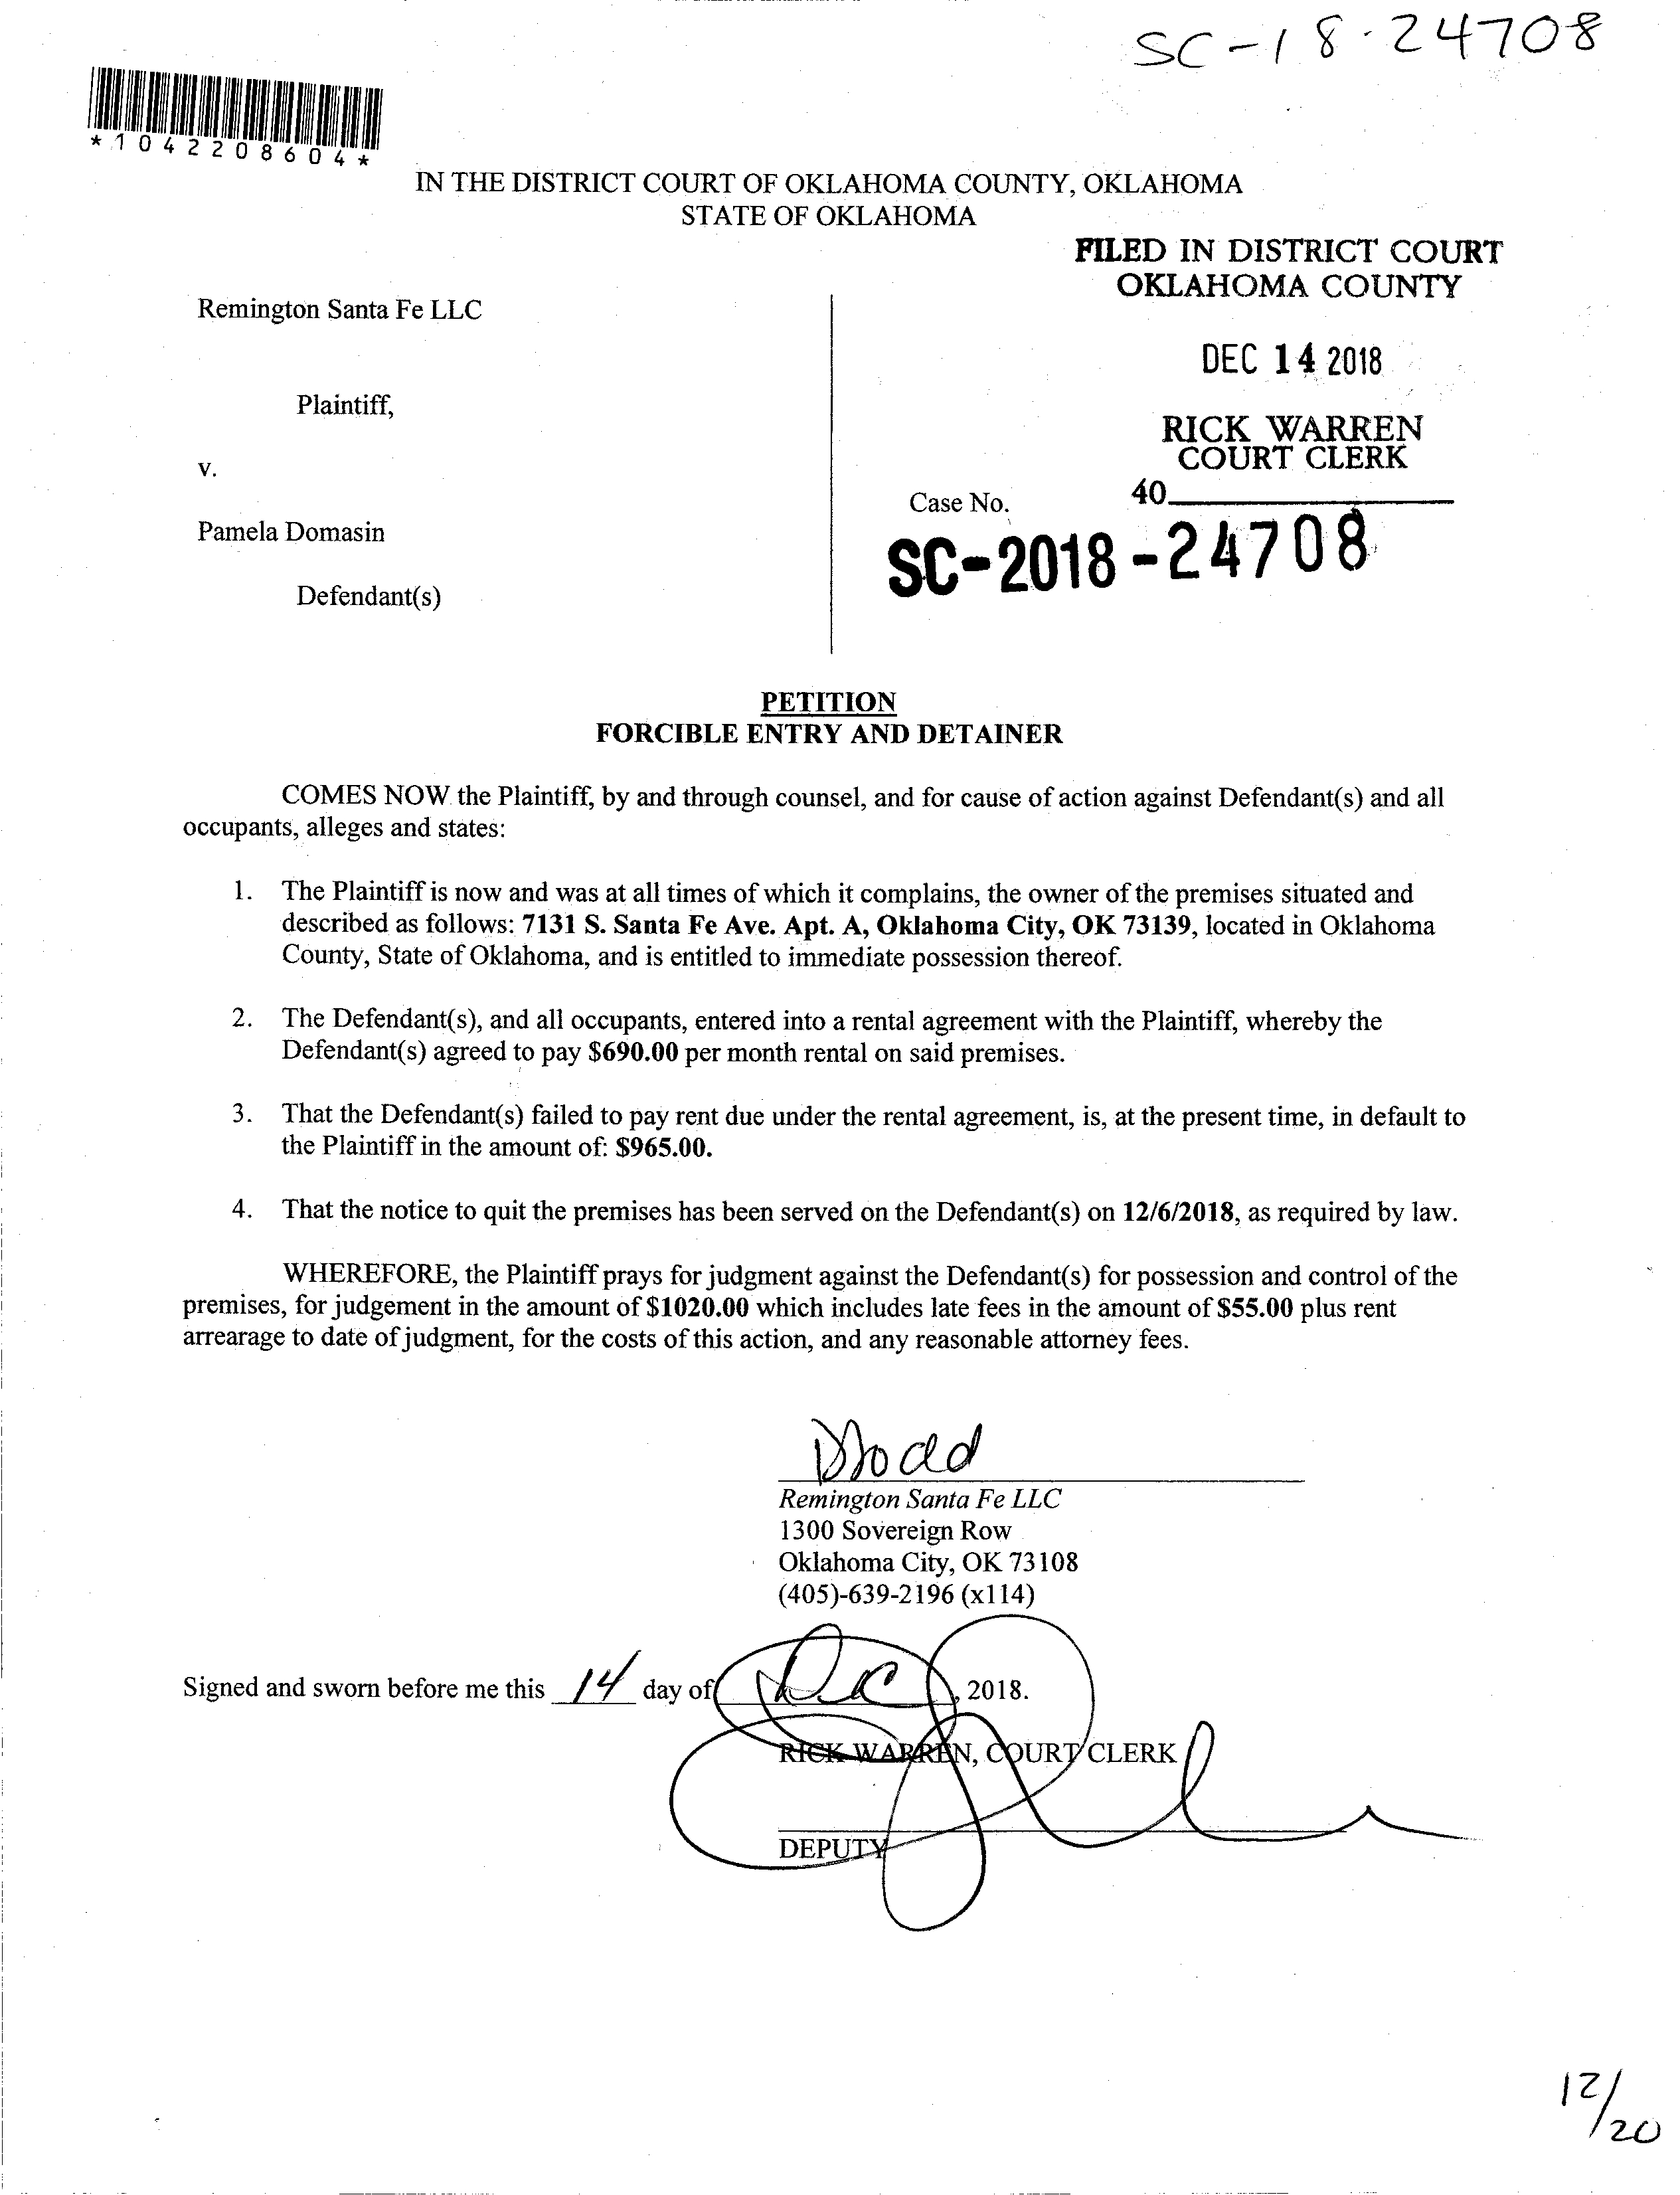 SC-18-24708
*1042208604*
IN THE DISTRICT COURT OF OKLAHOMA COUNTY, OKLAHOMA
STATE OF OKLAHOMA
FILED IN DISTRICT COURT
OKLAHOMA COUNTY
Remington Santa Fe LLC
DEC 14 2018
Plaintiff,
RICK WARREN
COURT CLERK
v.
40
Case No.
SC-2018-24708
Pamela Domasin
Defendant(s)
PETITION
FORCIBLE ENTRY AND DETAINER
COMES NOW the Plaintiff, by and through counsel, and for cause of action against Defendant(s) and all
occupants, alleges and states:
1. The Plaintiff is now and was at all times of which it complains, the owner of the premises situated and
described as follows: 7131 S. Santa Fe Ave. Apt. A, Oklahoma City, OK 73139, located in Oklahoma
County, State of Oklahoma, and is entitled to immediate possession thereof.
2. The Defendant(s), and all occupants, entered into a rental agreement with the Plaintiff, whereby the
Defendant(s) agreed to pay $690.00 per month rental on said premises.
3. That the Defendant(s) failed to pay rent due under the rental agreement, is, at the present time, in default to
the Plaintiff in the amount of: $965.00.
4. That the notice to quit the premises has been served on the Defendant(s) on 12/6/2018, as required by law.
WHEREFORE, the Plaintiff prays for judgment against the Defendant(s) for possession and control of the
premises, for judgement in the amount of $1020.00 which includes late fees in the amount of $55.00 plus rent
arrearage to date of judgment, for the costs of this action, and any reasonable attorney fees.
Remington Santa Fe LLC
1300 Sovereign Row
Oklahoma City, OK 73108
(405)-639-2196 (x114)
Signed and sworn before me this 14 day of Dec, 2018.
RICK WARREN, COURT CLERK
DEPUTY
12/20